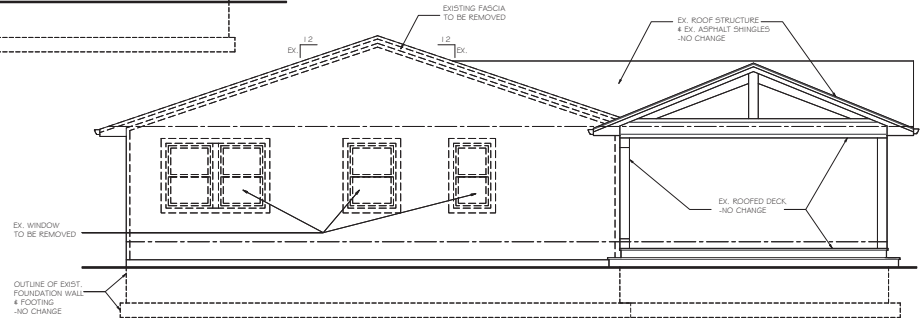 EXISTING FASCIA
TO BE REMOVED
EX. ROOF STRUCTURE
& EX. ASPHALT SHINGLES
-NO CHANGE
12
EX.
12
EX.
EX. ROOFED DECK
-NO CHANGE
EX. WINDOW
TO BE REMOVED
OUTLINE OF EXIST.
FOUNDATION WALL
& FOOTING
-NO CHANGE